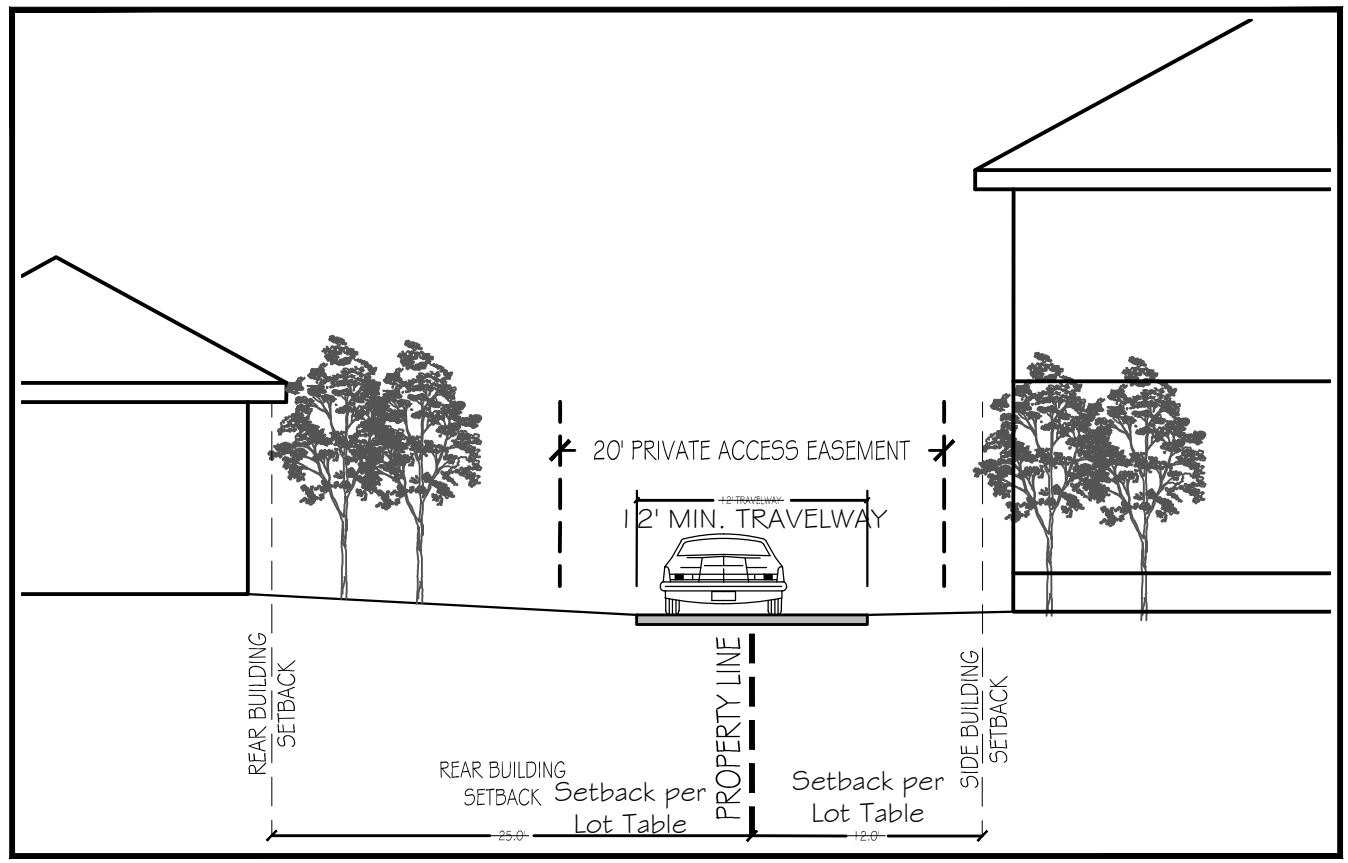 20' PRIVATE ACCESS EASEMENT
12' TRAVELWAY
12' MIN. TRAVELWAY
REAR BUILDING
SETBACK
PROPERTY LINE
SIDE BUILDING
SETBACK
REAR BUILDING
SETBACK
Setback per
Lot Table
Setback per
Lot Table
25.0'
12.0'